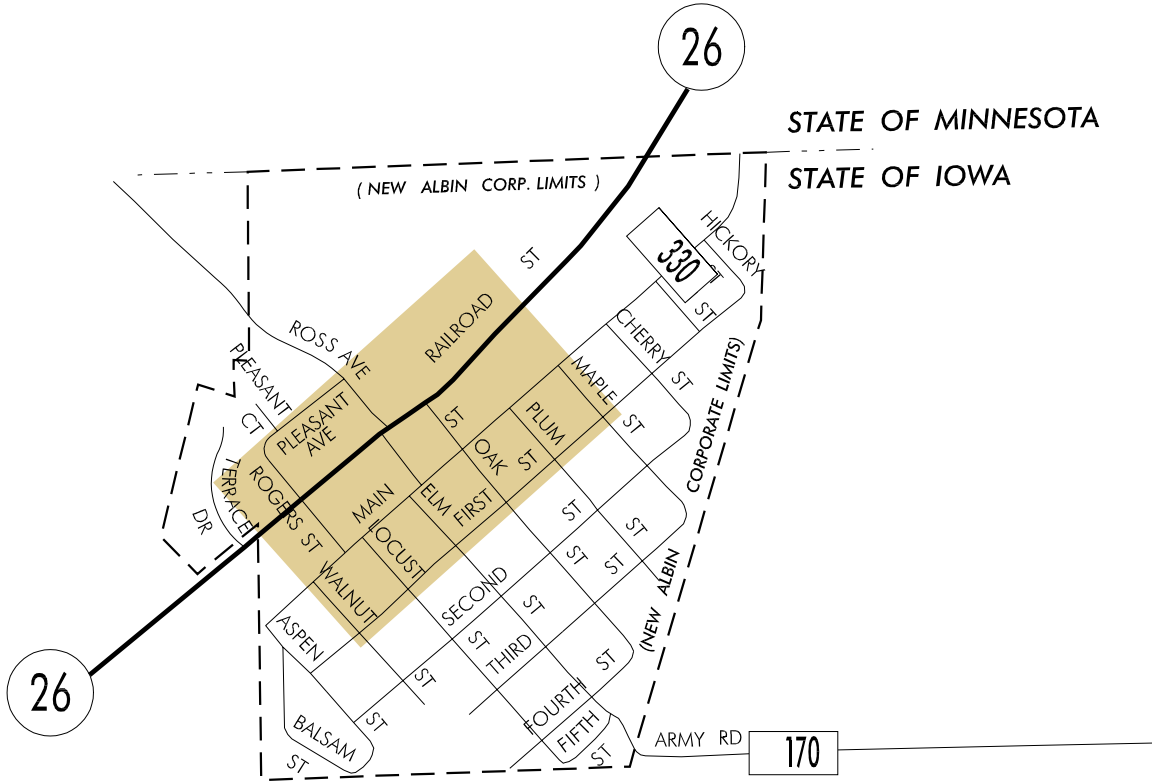 26
STATE OF MINNESOTA
( NEW ALBIN CORP. LIMITS )
STATE OF IOWA
HICKORY
ST
330
ST
RAILROAD
ST
CHERRY
ST
ROSS AVE
PLEASANT
CT
PLEASANT
AVE
MAPLE
ST
PLUM
ST
OAK
ST
ST
(NEW ALBIN CORPORATE LIMITS)
TERRACE
DR
ROGERS ST
MAIN
ELM
ST
FIRST
ST
LOCUST
ST
WALNUT
ST
SECOND
ST
ASPEN
ST
THIRD
ST
FOURTH
FIFTH
ST
BALSAM
ST
26
ARMY RD
170